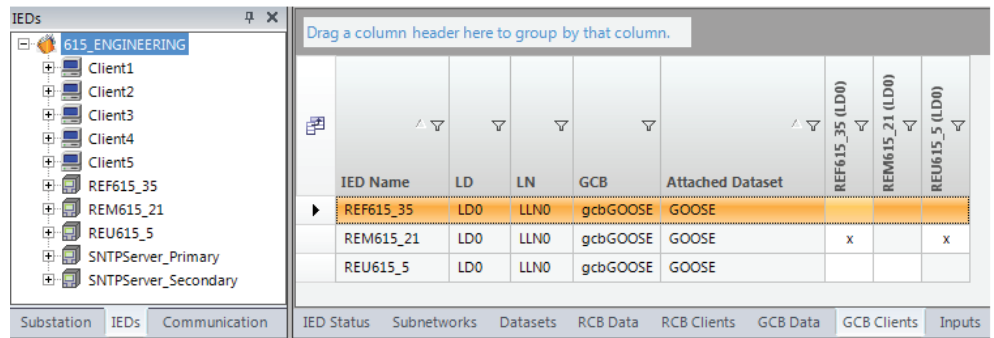 IEDs
615_ENGINEERING
Client1
Client2
Client3
Client4
Client5
REF615_35
REM615_21
REU615_5
SNTPServer_Primary
SNTPServer_Secondary
Substation IEDs Communication
Drag a column header here to group by that column.
IED Name LD LN GCB Attached Dataset REF615_35 (LD0) REM615_21 (LD0) REU615_5 (LD0)
REF615_35 LD0 LLN0 gcbGOOSE GOOSE
REM615_21 LD0 LLN0 gcbGOOSE GOOSE x x
REU615_5 LD0 LLN0 gcbGOOSE GOOSE
IED Status Subnetworks Datasets RCB Data RCB Clients GCB Data GCB Clients Inputs